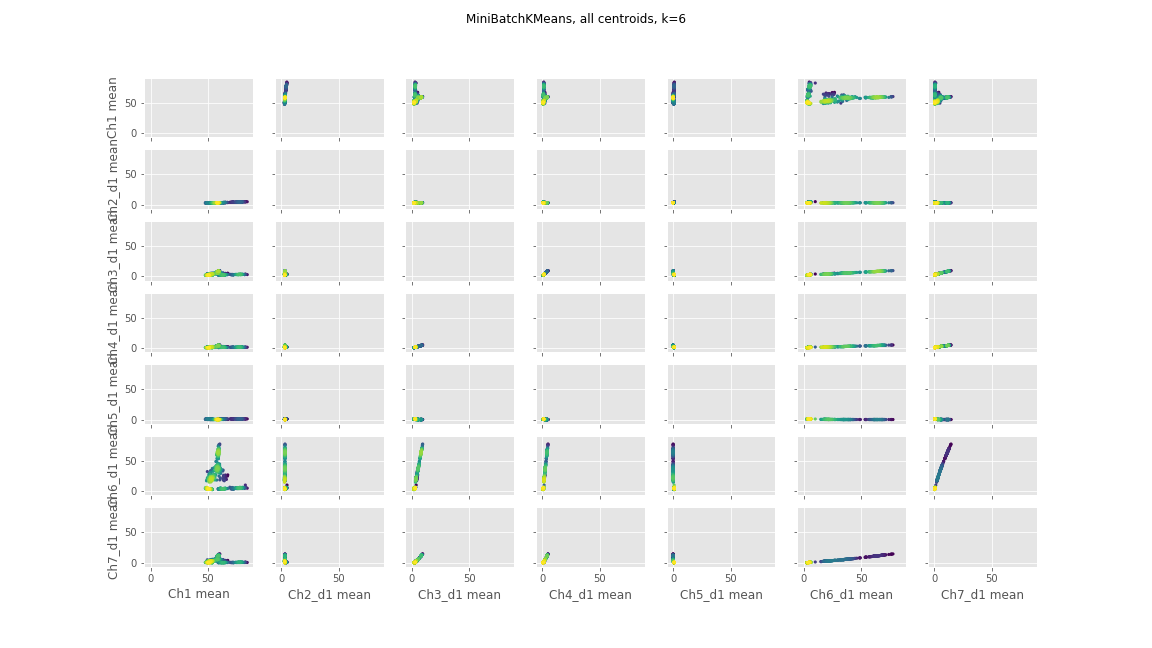 MiniBatchKMeans, all centroids, k=6
Ch1 mean
50
0
Ch2_d1 mean
50
0
Ch3_d1 mean
50
0
Ch4_d1 mean
50
0
Ch5_d1 mean
50
0
Ch6_d1 mean
50
0
Ch7_d1 mean
50
0
0 50 0 50 0 50 0 50 0 50 0 50 0 50
Ch1 mean Ch2_d1 mean Ch3_d1 mean Ch4_d1 mean Ch5_d1 mean Ch6_d1 mean Ch7_d1 mean